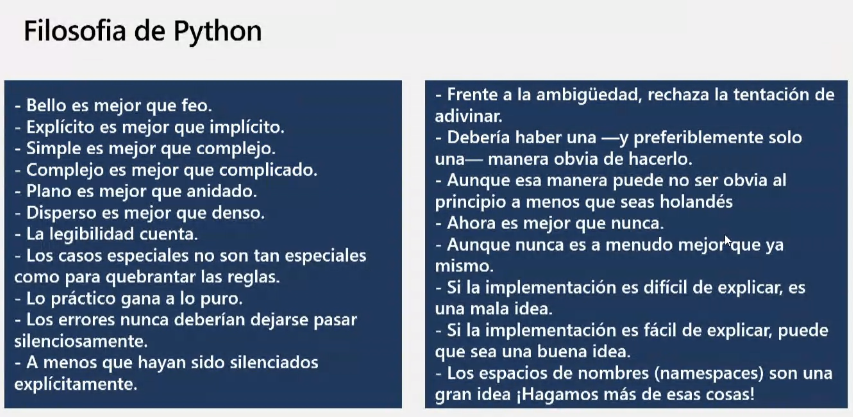 Filosofia de Python
- Bello es mejor que feo.
- Explícito es mejor que implícito.
- Simple es mejor que complejo.
- Complejo es mejor que complicado.
- Plano es mejor que anidado.
- Disperso es mejor que denso.
- La legibilidad cuenta.
- Los casos especiales no son tan especiales
como para quebrantar las reglas.
- Lo práctico gana a lo puro.
- Los errores nunca deberían dejarse pasar
silenciosamente.
- A menos que hayan sido silenciados
explícitamente.
- Frente a la ambigüedad, rechaza la tentación de
adivinar.
- Debería haber una —y preferiblemente solo
una— manera obvia de hacerlo.
- Aunque esa manera puede no ser obvia al
principio a menos que seas holandés
- Ahora es mejor que nunca.
- Aunque nunca es a menudo mejor que ya
mismo.
- Si la implementación es difícil de explicar, es
una mala idea.
- Si la implementación es fácil de explicar, puede
que sea una buena idea.
- Los espacios de nombres (namespaces) son una
gran idea ¡Hagamos más de esas cosas!